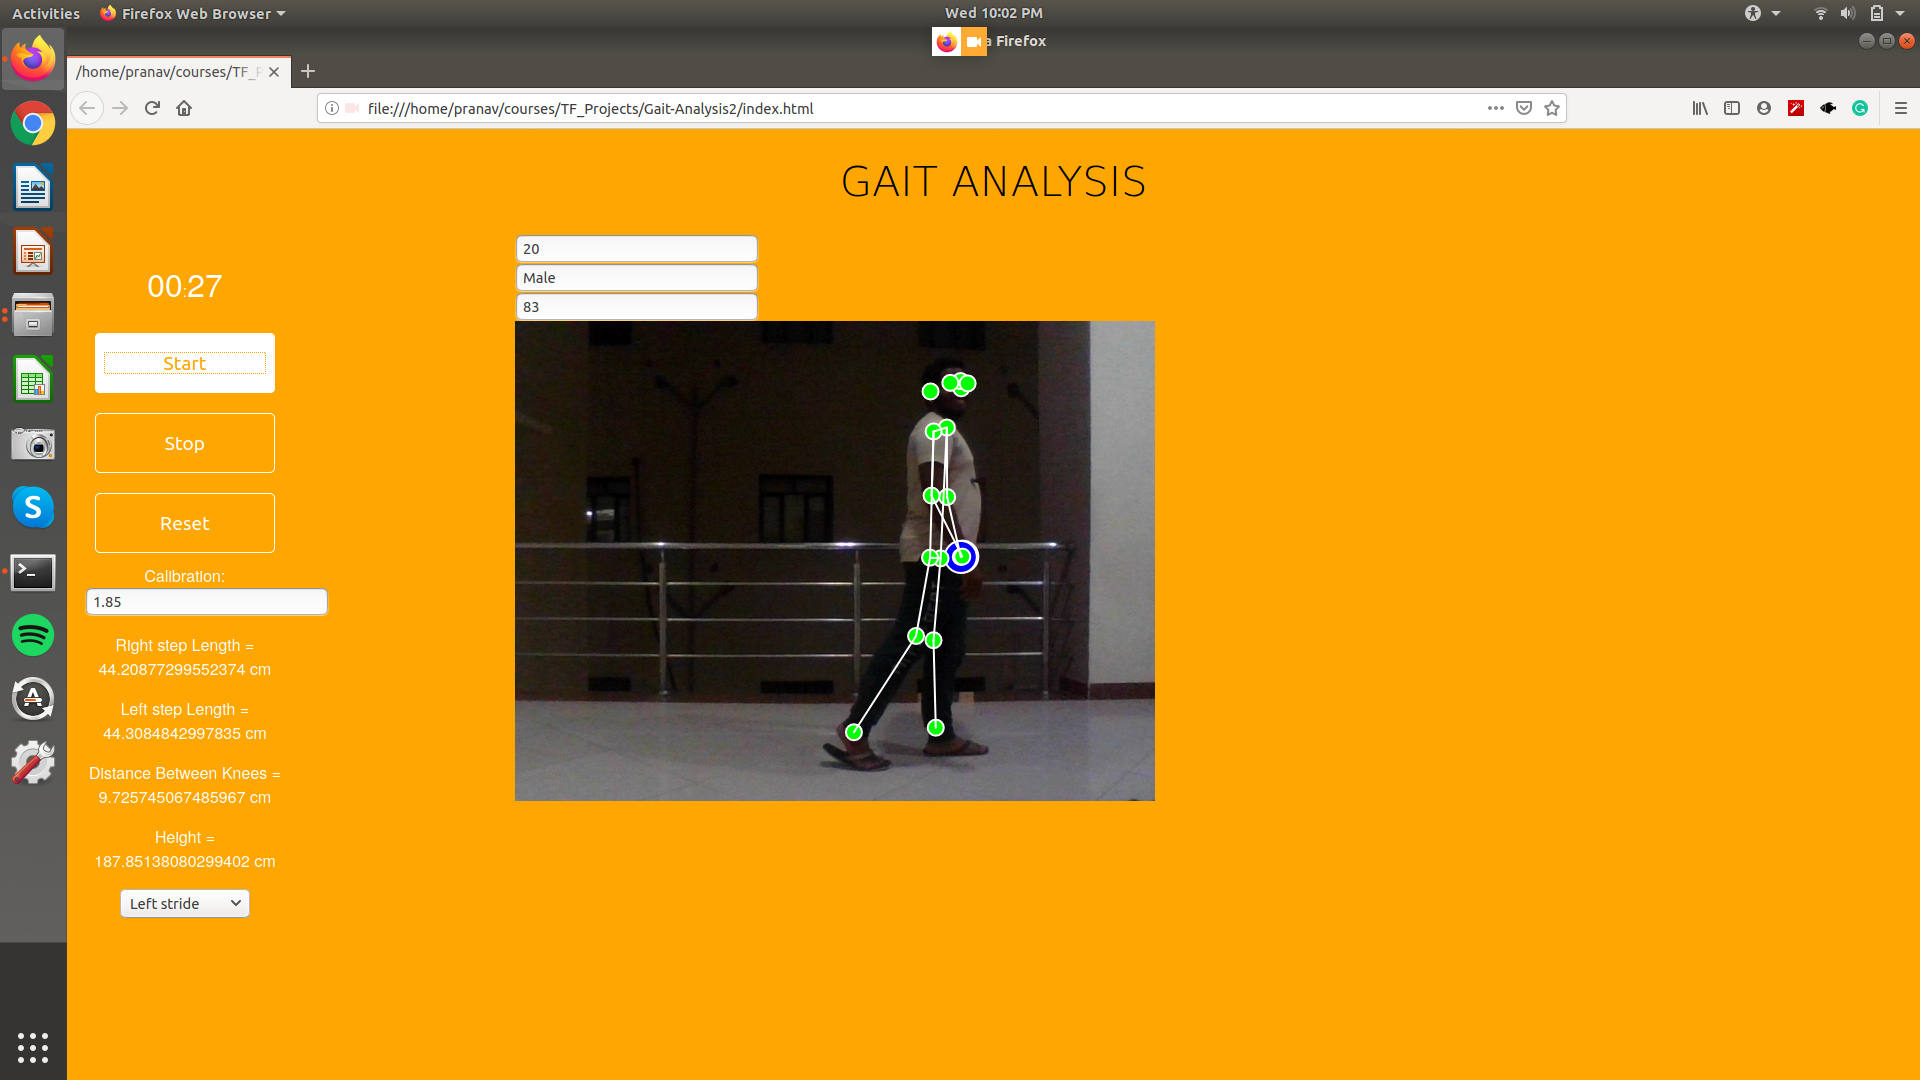 Activities
Firefox Web Browser
Wed 10:02 PM
a Firefox
/home/pranav/courses/TF_P
file:///home/pranav/courses/TF_Projects/Gait-Analysis2/index.html
GAIT ANALYSIS
20
Male
83
00:27
Start
Stop
Reset
Calibration:
1.85
Right step Length =
44.20877299552374 cm
Left step Length =
44.3084842997835 cm
Distance Between Knees =
9.725745067485967 cm
Height =
187.85138080299402 cm
Left stride